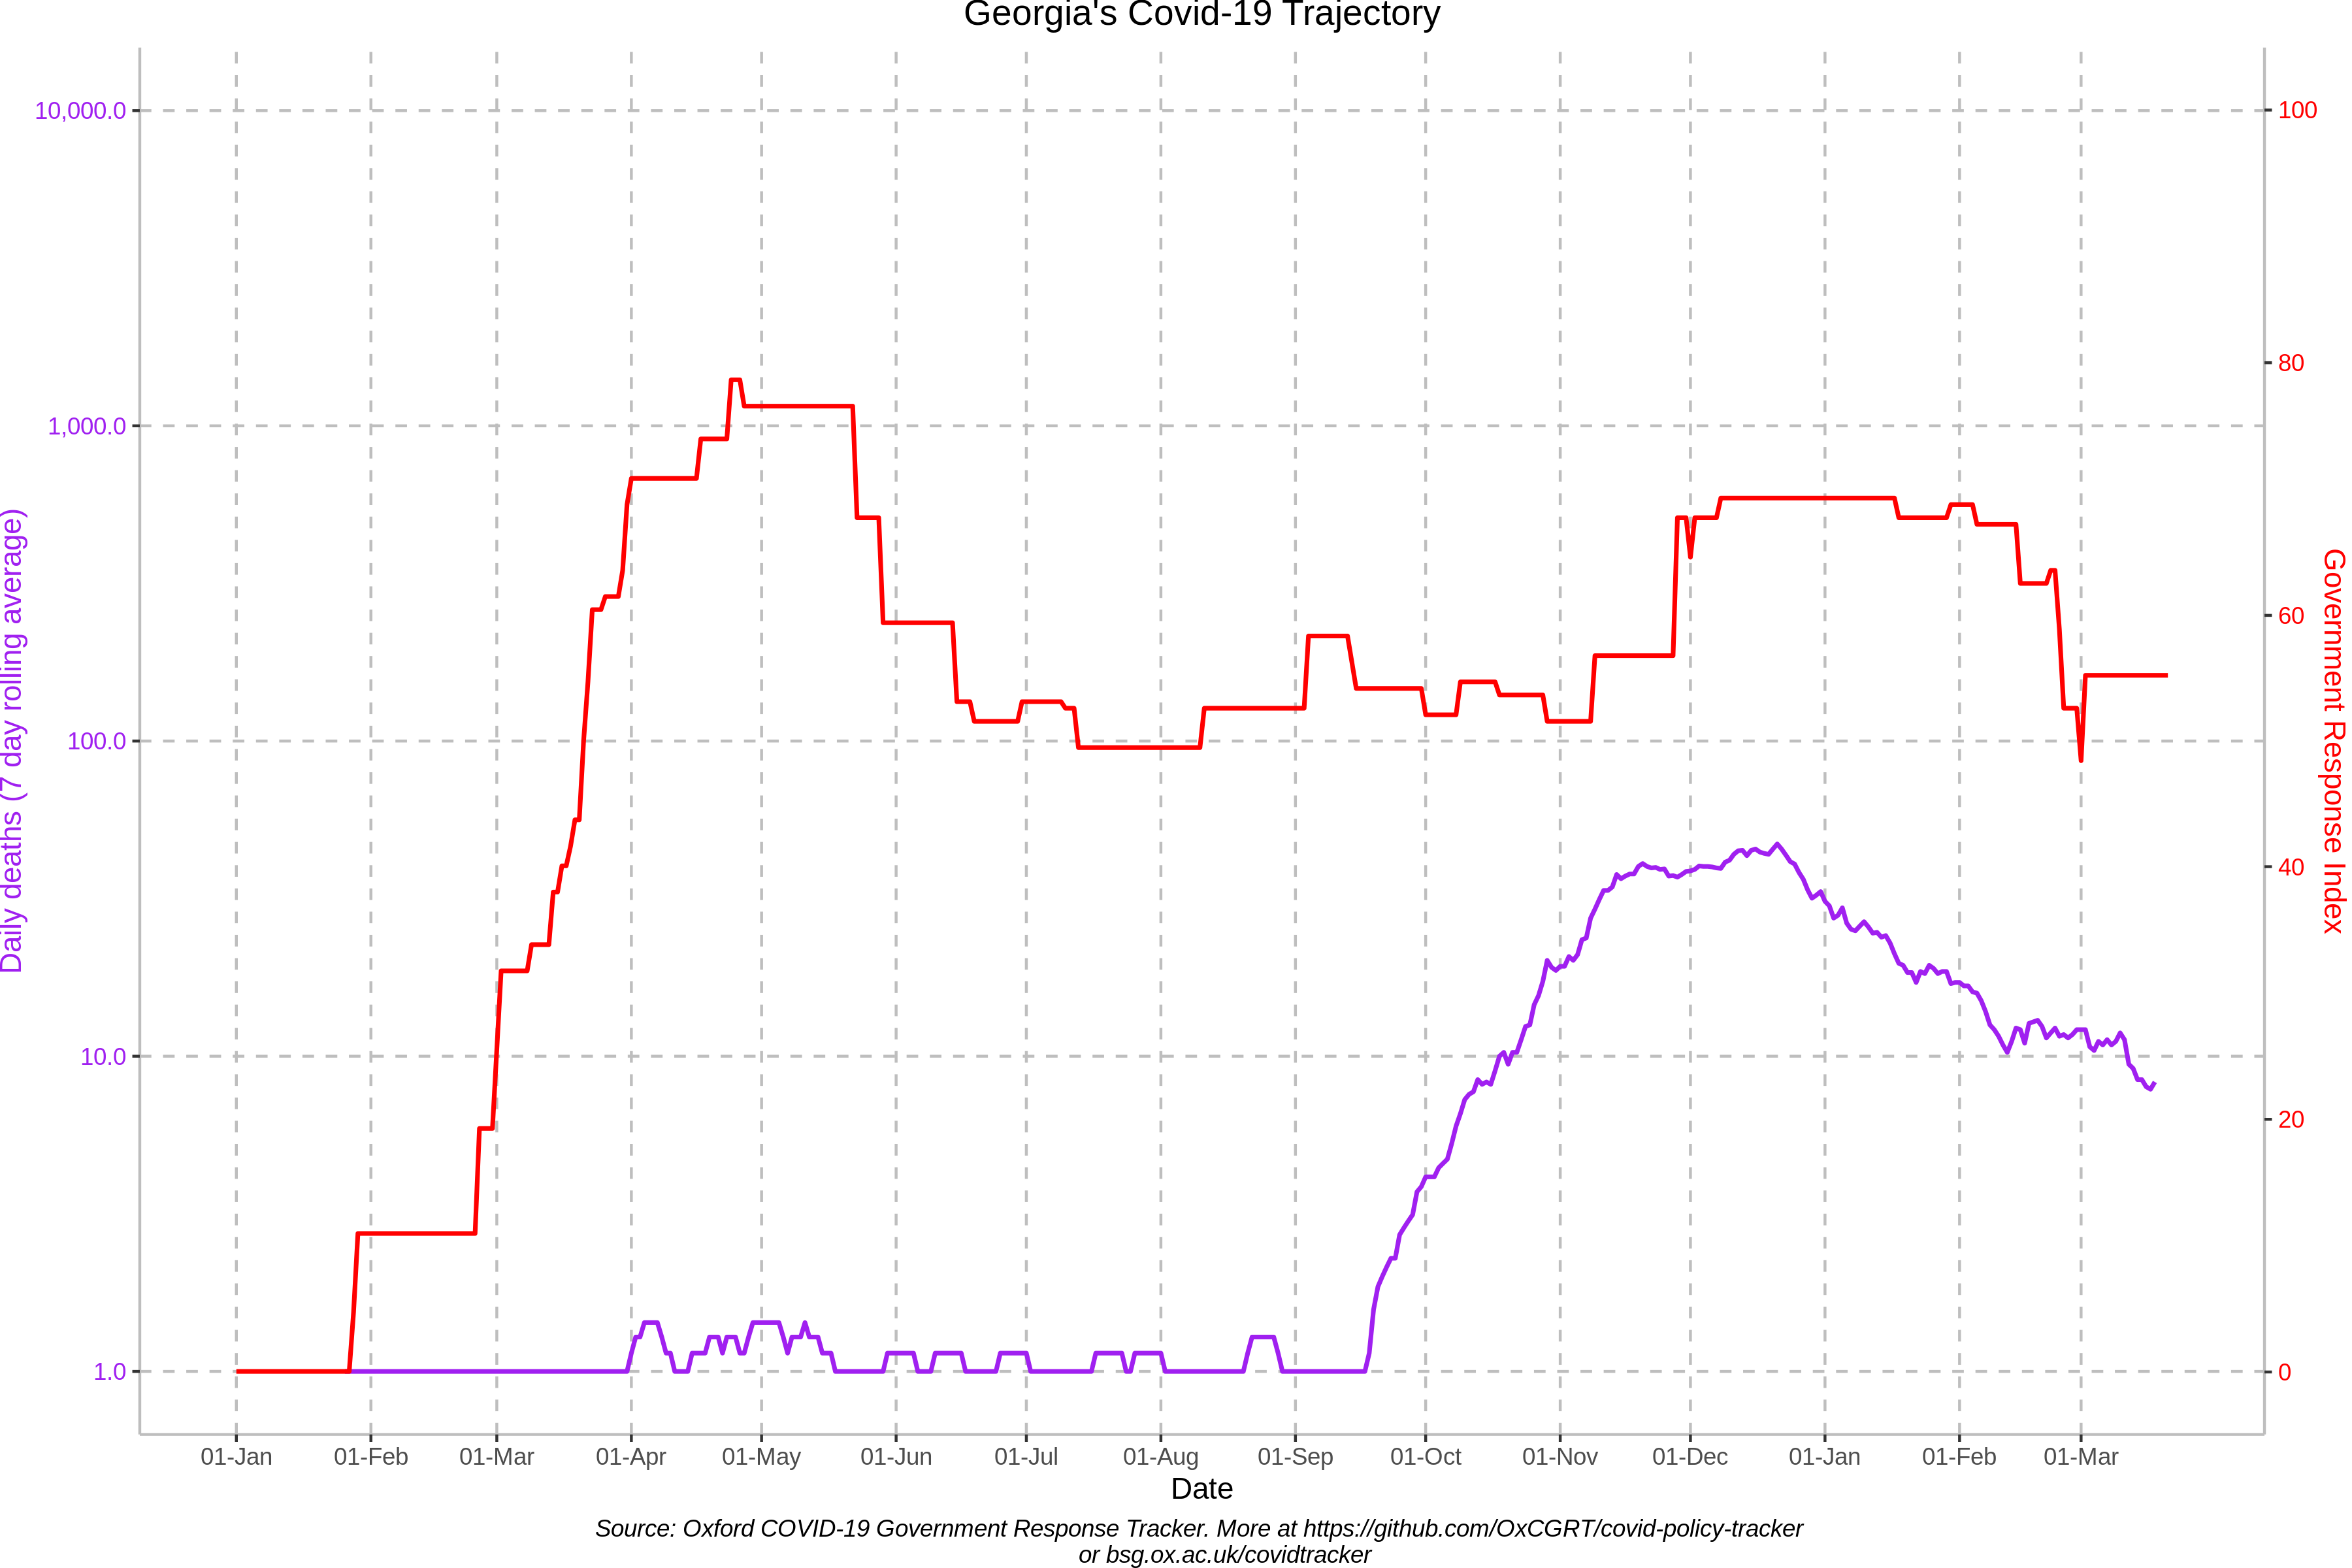 Georgia's Covid-19 Trajectory
10,000.0
1,000.0
100.0
10.0
1.0
Daily deaths (7 day rolling average)
100
80
60
40
20
0
Government Response Index
01-Jan 01-Feb 01-Mar 01-Apr 01-May 01-Jun 01-Jul 01-Aug 01-Sep 01-Oct 01-Nov 01-Dec 01-Jan 01-Feb 01-Mar
Date
Source: Oxford COVID-19 Government Response Tracker. More at https://github.com/OxCGRT/covid-policy-tracker
or bsg.ox.ac.uk/covidtracker